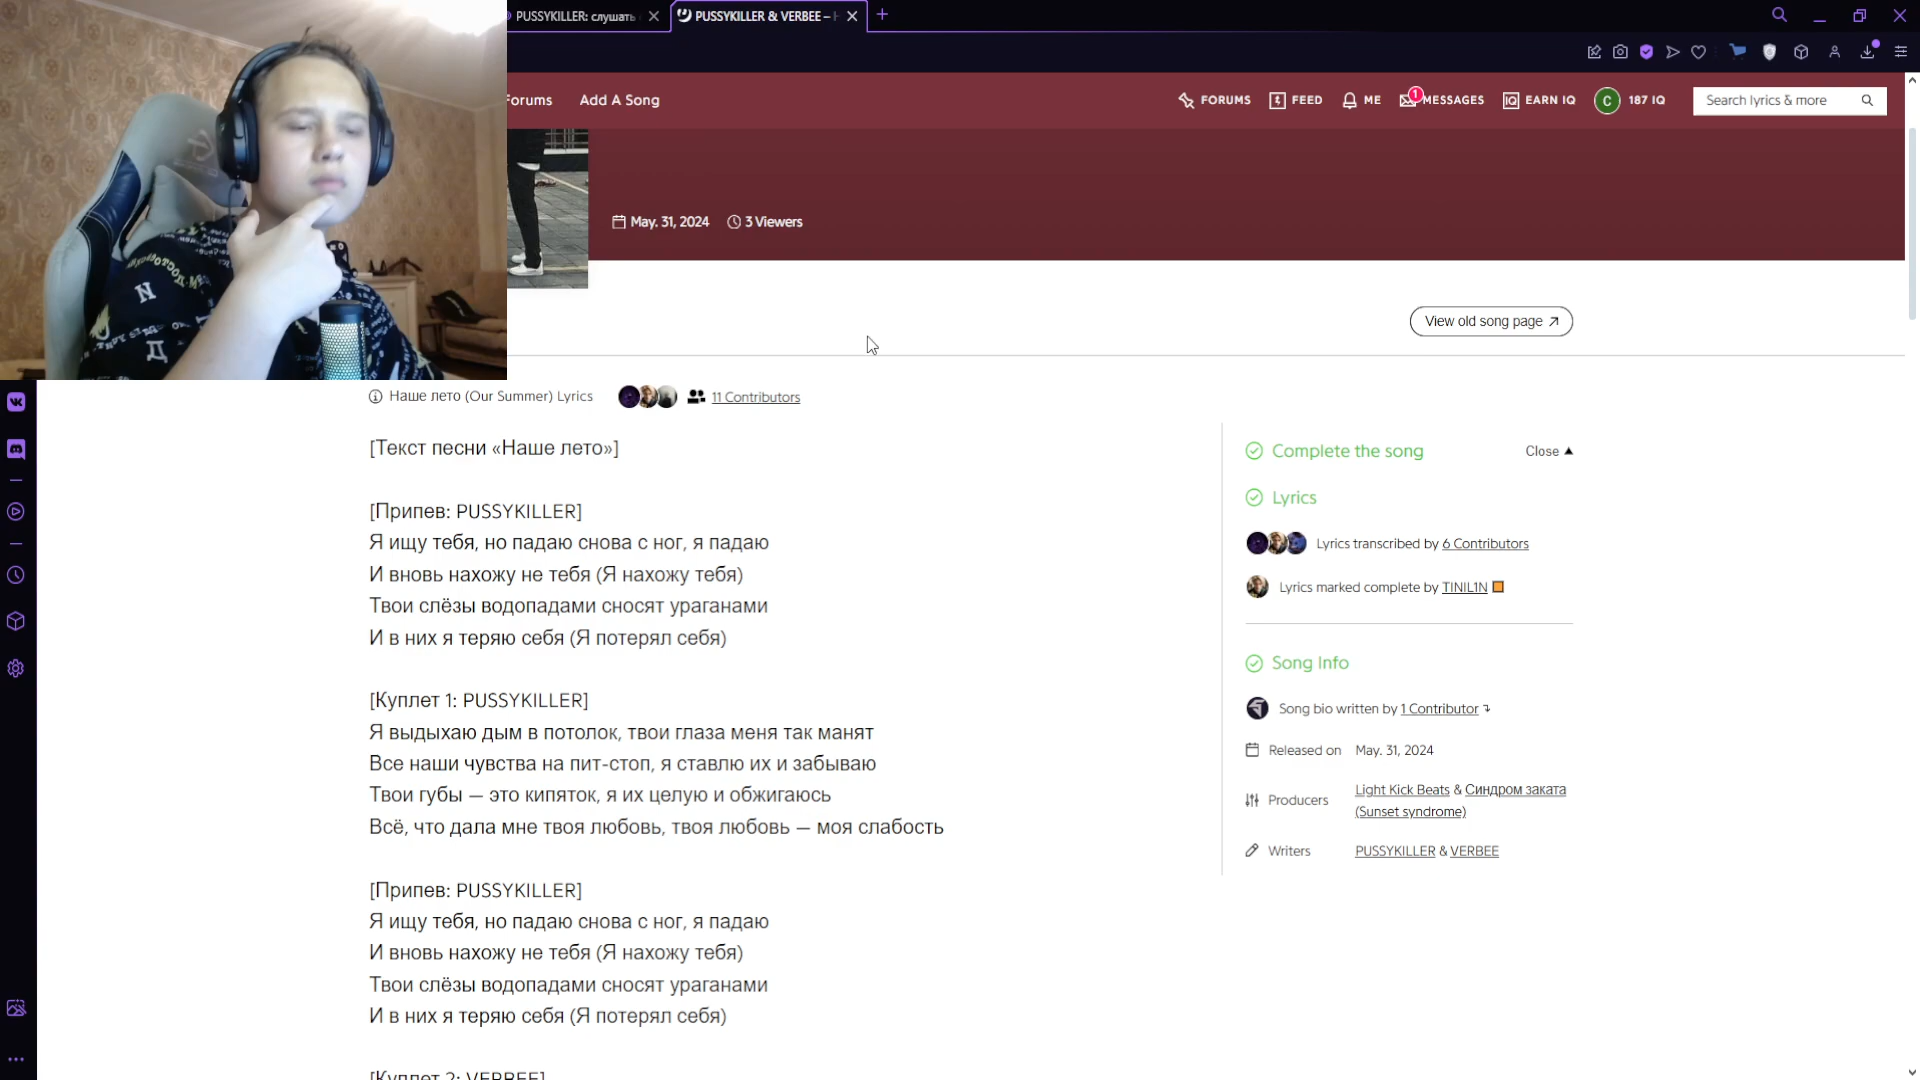 PUSSYKILLER: слушать
PUSSYKILLER & VERBEE –
Forums
Add A Song
FORUMS
FEED
ME
1
MESSAGES
EARN IQ
C
187 IQ
Search lyrics & more
May. 31, 2024
3 Viewers
View old song page
Наше лето (Our Summer) Lyrics
11 Contributors
[Текст песни «Наше лето»]
[Припев: PUSSYKILLER]
Я ищу тебя, но падаю снова с ног, я падаю
И вновь нахожу не тебя (Я нахожу тебя)
Твои слёзы водопадами сносят ураганами
И в них я теряю себя (Я потерял себя)
[Куплет 1: PUSSYKILLER]
Я выдыхаю дым в потолок, твои глаза меня так манят
Все наши чувства на пит-стоп, я ставлю их и забываю
Твои губы — это кипяток, я их целую и обжигаюсь
Всё, что дала мне твоя любовь, твоя любовь — моя слабость
[Припев: PUSSYKILLER]
Я ищу тебя, но падаю снова с ног, я падаю
И вновь нахожу не тебя (Я нахожу тебя)
Твои слёзы водопадами сносят ураганами
И в них я теряю себя (Я потерял себя)
[Куплет 2: VERBEE]
Complete the song
Close
Lyrics
Lyrics transcribed by 6 Contributors
Lyrics marked complete by TINIL1N
Song Info
Song bio written by 1 Contributor
Released on May. 31, 2024
Producers Light Kick Beats & Синдром заката
(Sunset syndrome)
Writers PUSSYKILLER & VERBEE